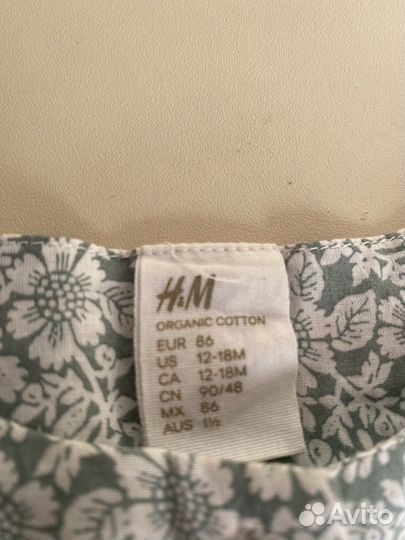 H&M
ORGANIC COTTON
EUR 86
US 12-18M
CA 12-18M
CN 90/48
MX 86
AUS 1½
Avito